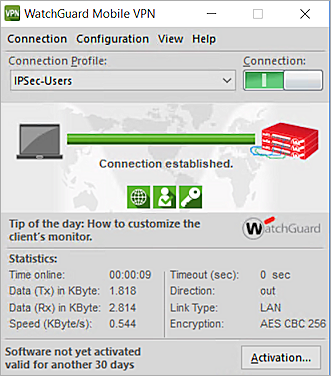 VPN WatchGuard Mobile VPN
Connection Configuration View Help
Connection Profile: Connection:
IPSec-Users
Connection established.
Tip of the day: How to customize the
client's monitor.
WatchGuard
Statistics:
Time online: 00:00:09 Timeout (sec): 0 sec
Data (Tx) in KByte: 1.818 Direction: out
Data (Rx) in KByte: 2.814 Link Type: LAN
Speed (KByte/s): 0.544 Encryption: AES CBC 256
Software not yet activated
valid for another 30 days
Activation...